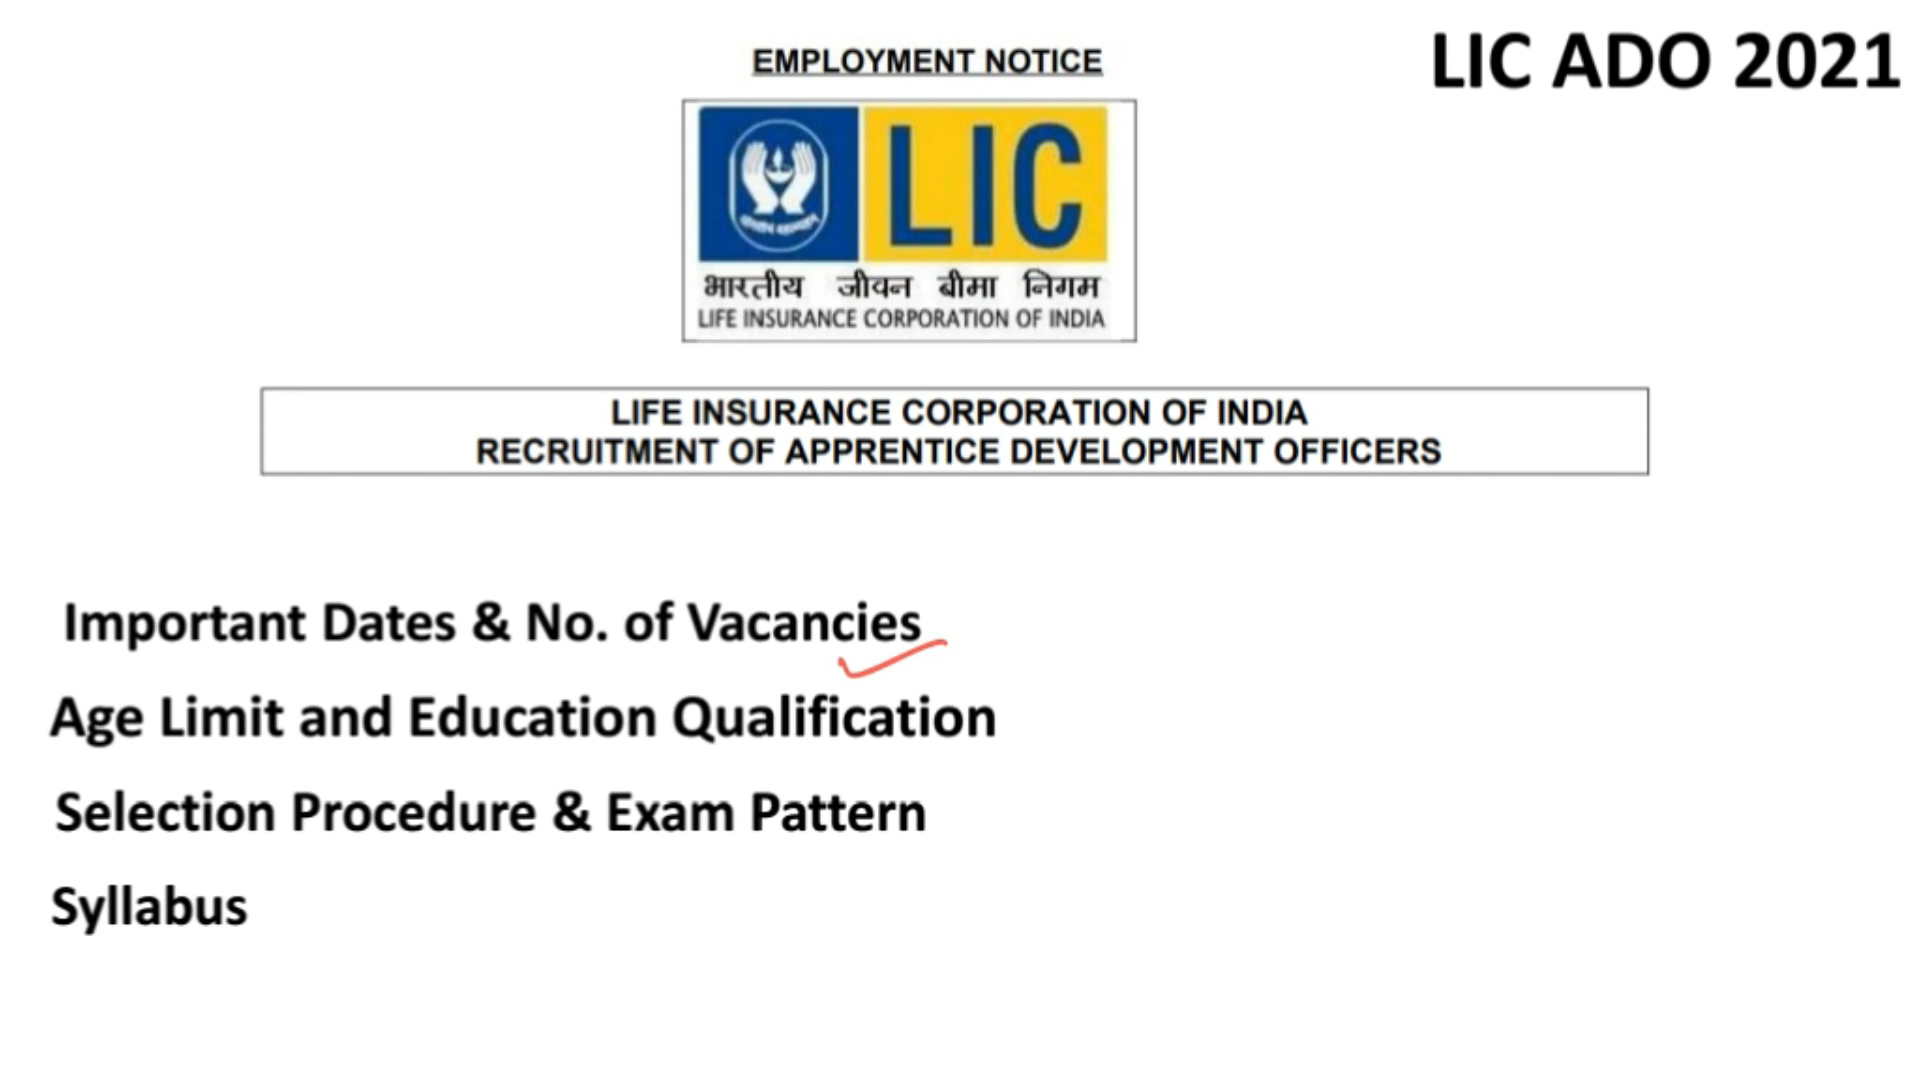 EMPLOYMENT NOTICE
LIC ADO 2021
LIC
भारतीय जीवन बीमा निगम
LIFE INSURANCE CORPORATION OF INDIA
LIFE INSURANCE CORPORATION OF INDIA
RECRUITMENT OF APPRENTICE DEVELOPMENT OFFICERS
Important Dates & No. of Vacancies
Age Limit and Education Qualification
Selection Procedure & Exam Pattern
Syllabus